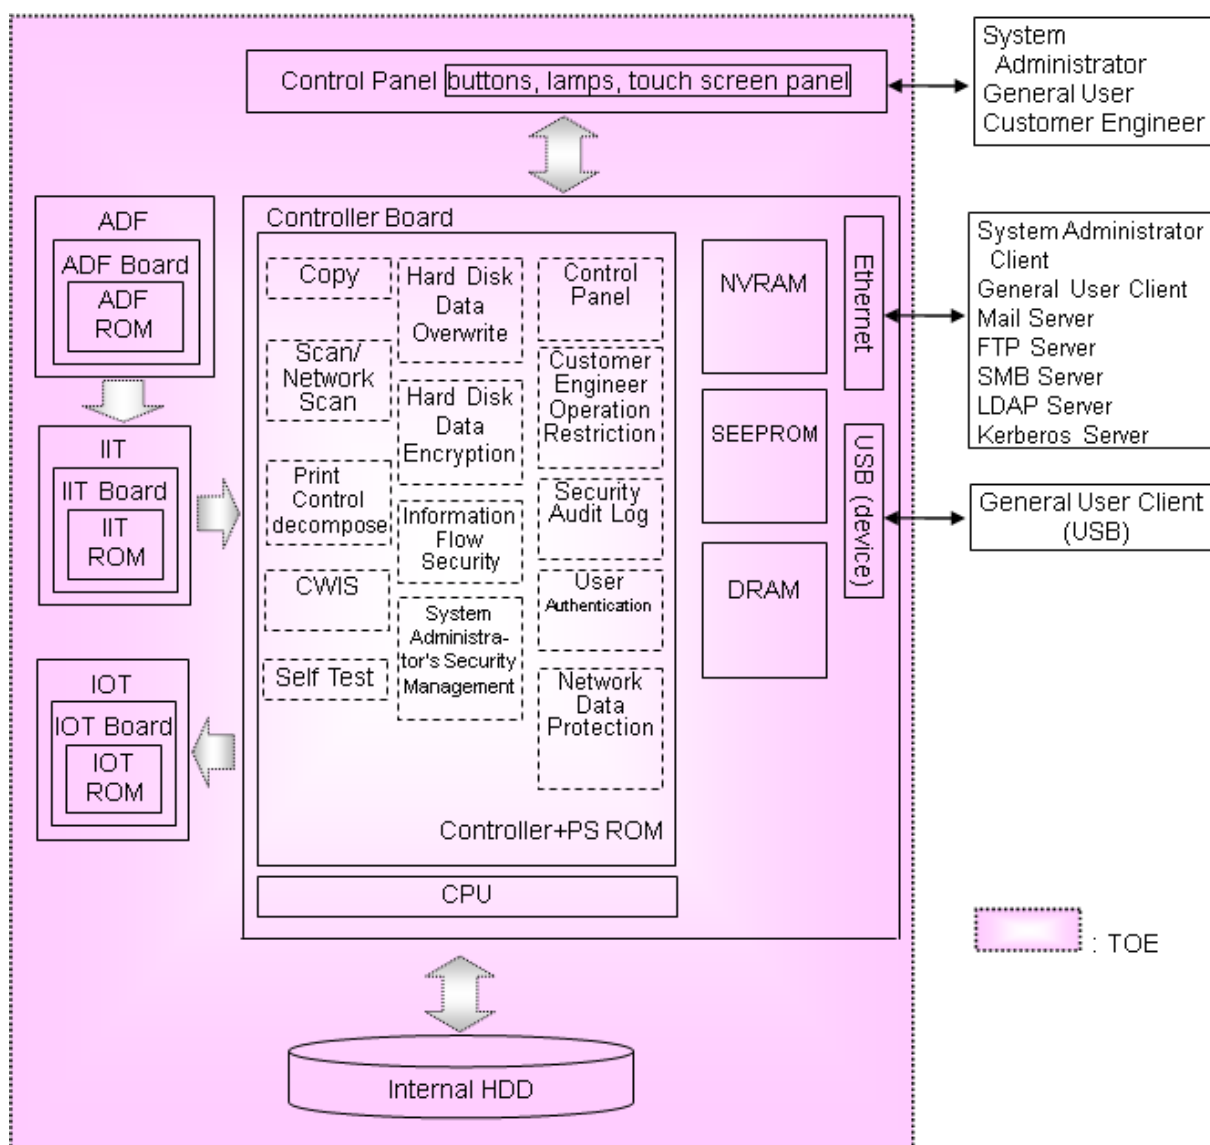 Control Panel buttons, lamps, touch screen panel
System
Administrator
General User
Customer Engineer
ADF
ADF Board
ADF
ROM
IIT
IIT Board
IIT
ROM
IOT
IOT Board
IOT
ROM
Controller Board
Copy
Scan/
Network
Scan
Print
Control
decompose
CWIS
Self Test
Hard Disk
Data
Overwrite
Hard Disk
Data
Encryption
Information
Flow
Security
System
Administra-
tor's Security
Management
Control
Panel
Customer
Engineer
Operation
Restriction
Security
Audit Log
User
Authentication
Network
Data
Protection
Controller+PS ROM
CPU
NVRAM
SEEPROM
DRAM
Ethernet
USB (device)
System Administrator
Client
General User Client
Mail Server
FTP Server
SMB Server
LDAP Server
Kerberos Server
General User Client
(USB)
: TOE
Internal HDD